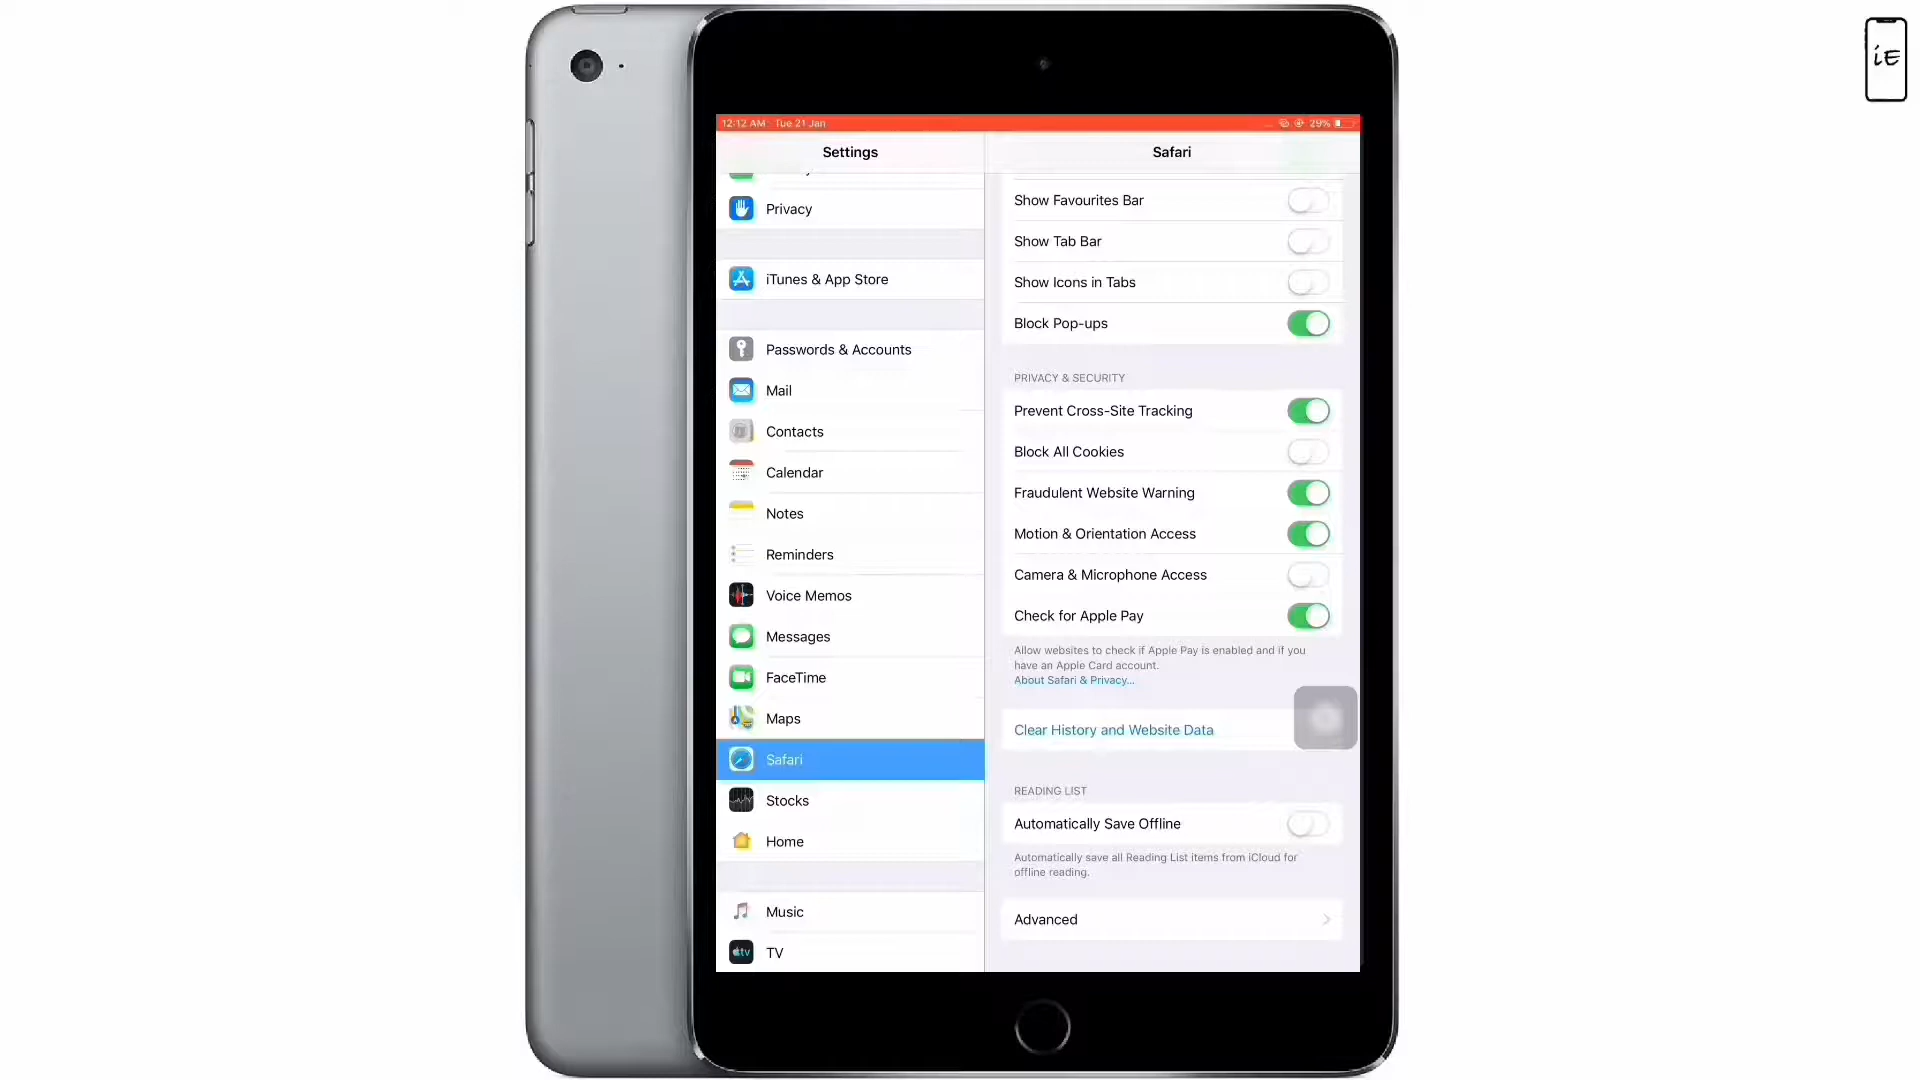 iE
12:12 AM Tue 21 Jan
29%
Settings
Safari
Privacy
iTunes & App Store
Passwords & Accounts
Mail
Contacts
Calendar
Notes
Reminders
Voice Memos
Messages
FaceTime
Maps
Safari
Stocks
Home
Music
tv
TV
Show Favourites Bar
Show Tab Bar
Show Icons in Tabs
Block Pop-ups
PRIVACY & SECURITY
Prevent Cross-Site Tracking
Block All Cookies
Fraudulent Website Warning
Motion & Orientation Access
Camera & Microphone Access
Check for Apple Pay
Allow websites to check if Apple Pay is enabled and if you
have an Apple Card account.
About Safari & Privacy...
Clear History and Website Data
READING LIST
Automatically Save Offline
Automatically save all Reading List items from iCloud for
offline reading.
Advanced